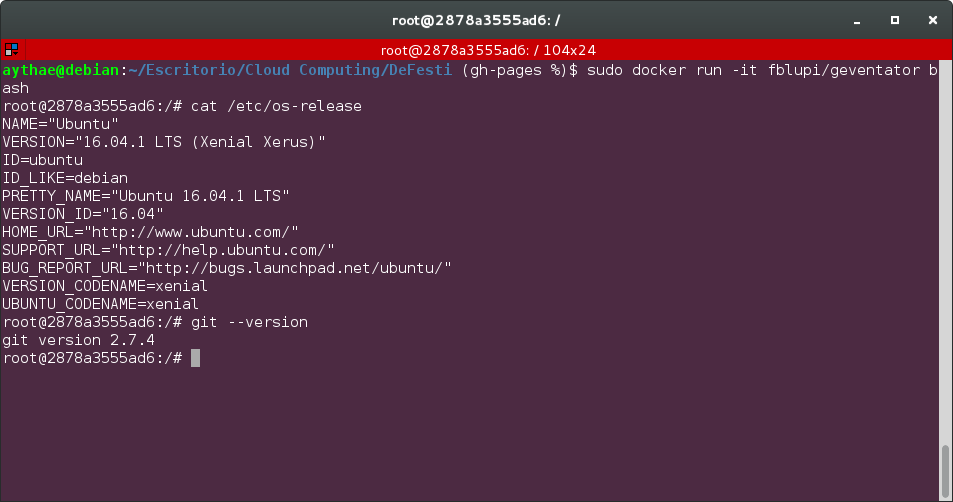 root@2878a3555ad6: /
root@2878a3555ad6: / 104x24
aythae@debian:~/Escritorio/Cloud Computing/DeFesti (gh-pages %)$ sudo docker run -it fblupi/geventator b
ash
root@2878a3555ad6:/# cat /etc/os-release
NAME="Ubuntu"
VERSION="16.04.1 LTS (Xenial Xerus)"
ID=ubuntu
ID_LIKE=debian
PRETTY_NAME="Ubuntu 16.04.1 LTS"
VERSION_ID="16.04"
HOME_URL="http://www.ubuntu.com/"
SUPPORT_URL="http://help.ubuntu.com/"
BUG_REPORT_URL="http://bugs.launchpad.net/ubuntu/"
VERSION_CODENAME=xenial
UBUNTU_CODENAME=xenial
root@2878a3555ad6:/# git --version
git version 2.7.4
root@2878a3555ad6:/#